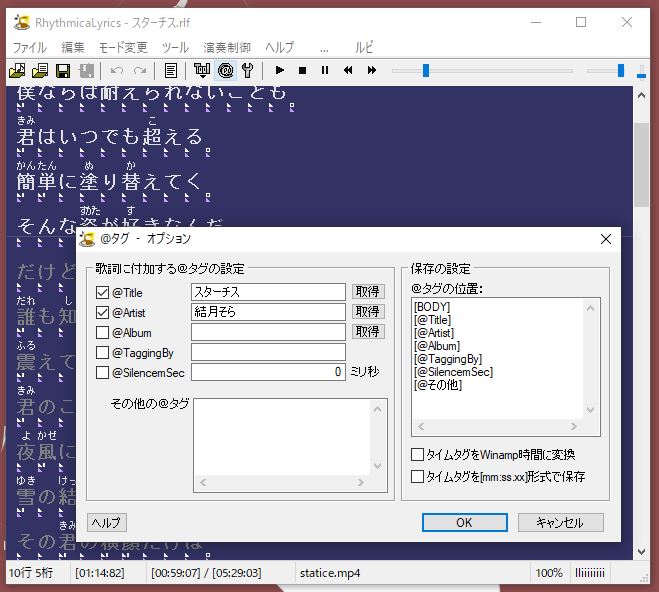 RhythmicaLyrics - スターチス.rlf
ファイル 編集 モード変更 ツール 演奏制御 ヘルプ ... ルビ
僕ならば耐えられないことも。
きみ こ
君はいつでも超える。
かんたん ぬ か
簡単に塗り替えてく。
すがた す
そんな姿が好きなんだ
@タグ - オプション
だけど
歌詞に付加する@タグの設定
@Title スターチス 取得
@Artist 結月そら 取得
@Album 取得
@TaggingBy
@SilencemSec 0 ミリ秒
その他の@タグ
保存の設定
@タグの位置:
[BODY]
[@Title]
[@Artist]
[@Album]
[@TaggingBy]
[@SilencemSec]
[@その他]
タイムタグをWinamp時間に変換
タイムタグを[mm:ss.xx]形式で保存
ヘルプ OK キャンセル
だれ し
誰も知
ふる
震えて
きみ
君のこ
よ かぜ
夜風に
ゆき けっ
雪の結
きみ
その君の横顔だけは
10行 5桁 [01:14:82] [00:59:07] / [05:29:03] statice.mp4 100% lliiiiiiii